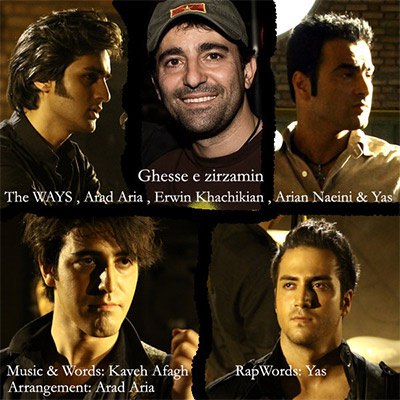 Ghesse e zirzamin
The WAYS , Arad Aria , Erwin Khachikian , Arian Naeini & Yas
Music & Words: Kaveh Afagh
RapWords: Yas
Arrangement: Arad Aria